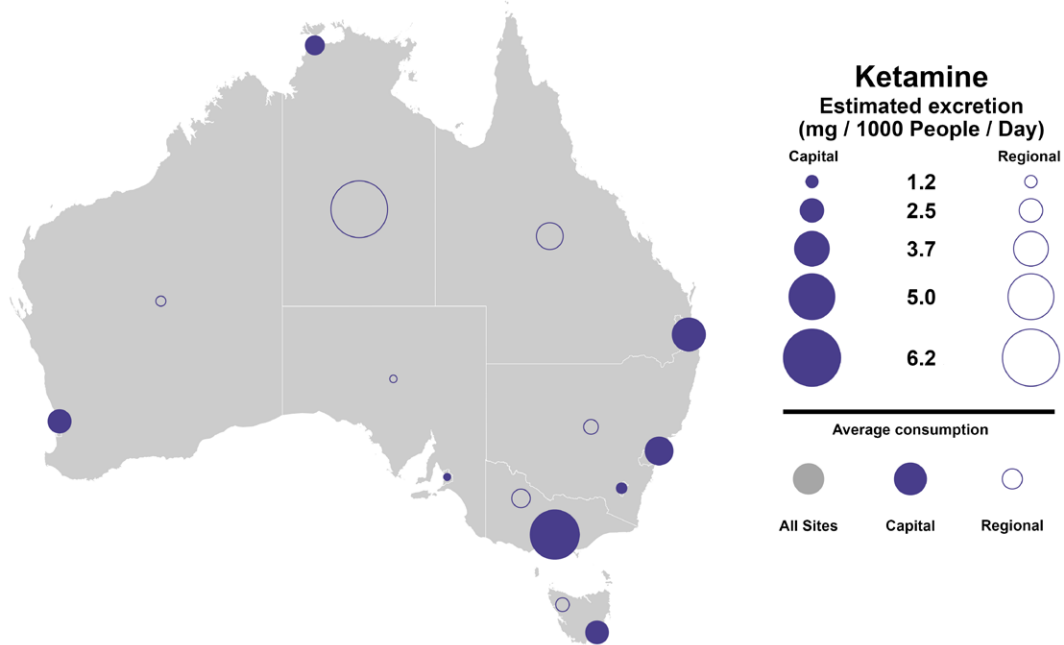 Ketamine
Estimated excretion
(mg / 1000 People / Day)
Capital Regional
1.2
2.5
3.7
5.0
6.2
Average consumption
All Sites Capital Regional